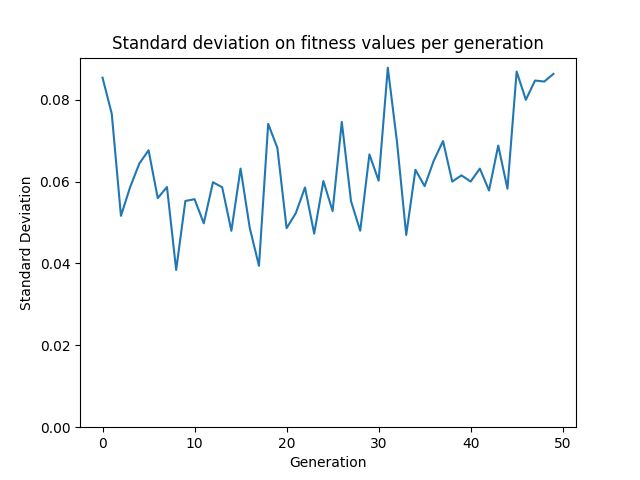 Standard deviation on fitness values per generation
0.08
0.06
0.04
0.02
0.00
Standard Deviation
0 10 20 30 40 50
Generation